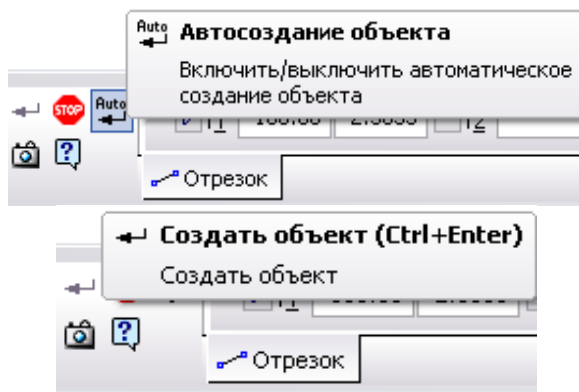 Auto Автосоздание объекта
Включить/выключить автоматическое
создание объекта
STOP Auto
?
Отрезок
Создать объект (Ctrl+Enter)
Создать объект
?
Отрезок